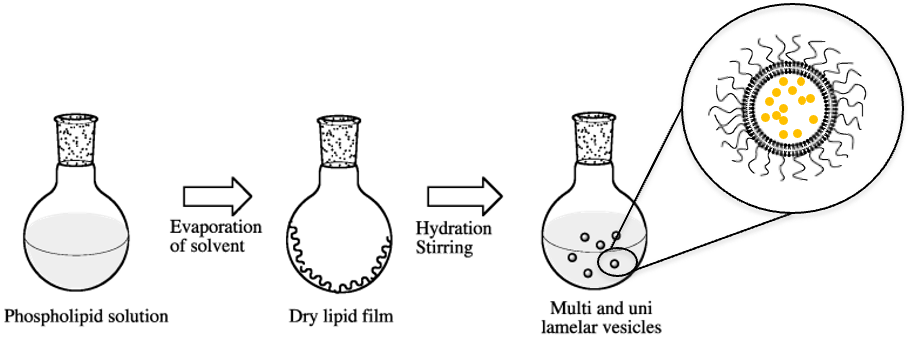 Evaporation
of solvent
Hydration
Stirring
Phospholipid solution
Dry lipid film
Multi and uni
lamelar vesicles